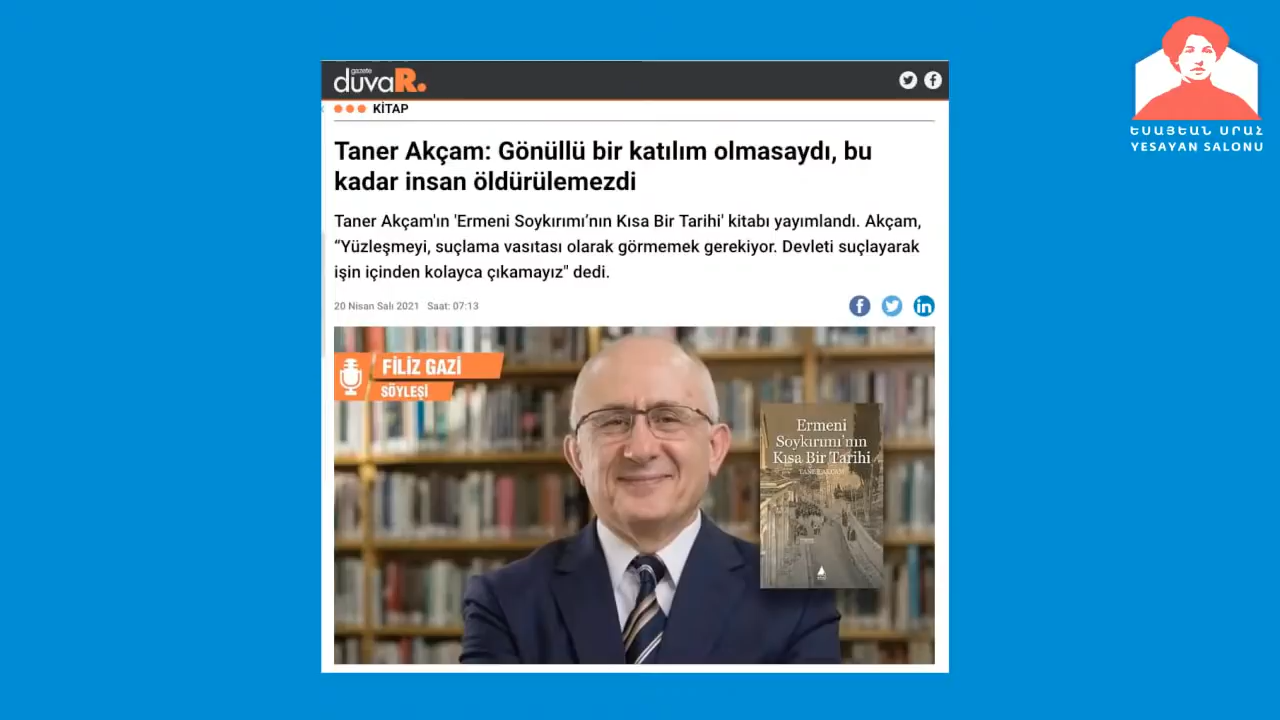 gazete
duvaR.
KİTAP
Taner Akçam: Gönüllü bir katılım olmasaydı, bu
kadar insan öldürülemezdi
Taner Akçam'ın 'Ermeni Soykırımı’nın Kısa Bir Tarihi' kitabı yayımlandı. Akçam,
“Yüzleşmeyi, suçlama vasıtası olarak görmemek gerekiyor. Devleti suçlayarak
işin içinden kolayca çıkamayız" dedi.
20 Nisan Salı 2021 Saat: 07:13
FİLİZ GAZİ
SÖYLEŞİ
Ermeni
Soykırımı’nın
Kısa Bir Tarihi
TANER AKÇAM
ԵՍԱՅԵԱՆ ՍՐԱՀ
YESAYAN SALONU